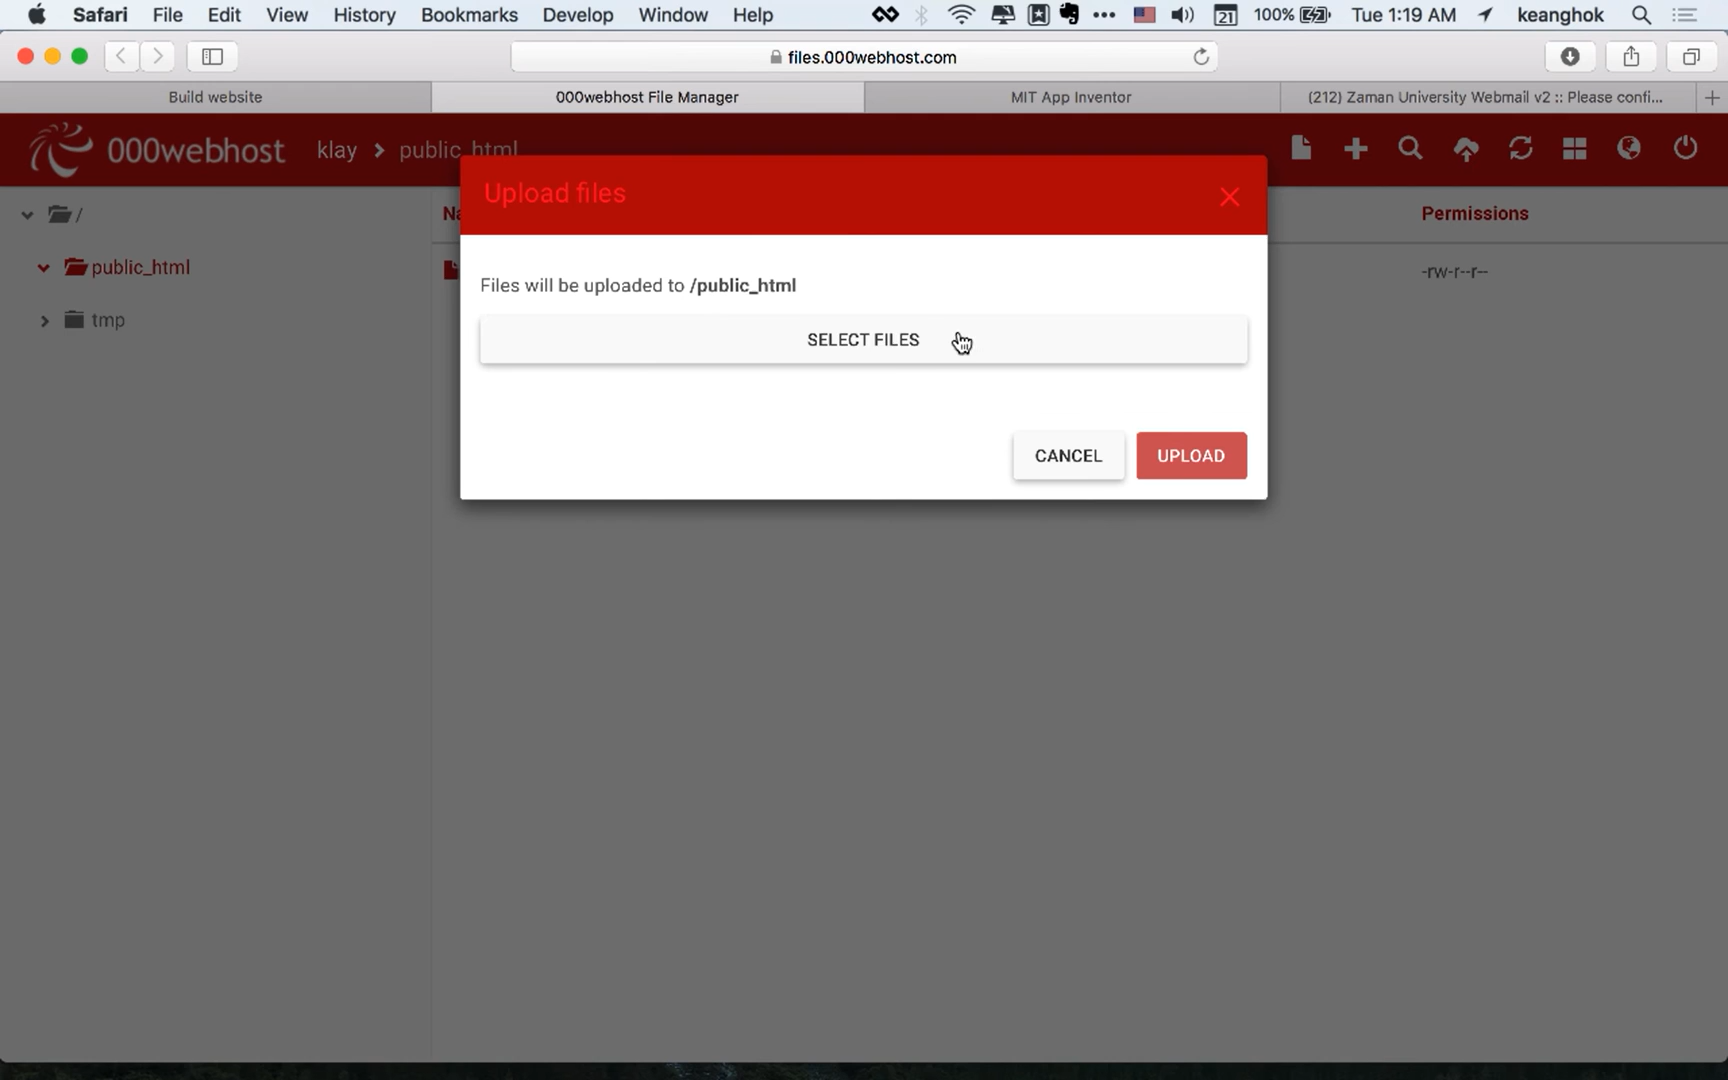 Safari File Edit View History Bookmarks Develop Window Help 21 100% Tue 1:19 AM keanghok
files.000webhost.com
Build website 000webhost File Manager MIT App Inventor (212) Zaman University Webmail v2 :: Please confi...
000webhost klay public_html
Upload files
/ Permissions
public_html -rw-r--r--
Files will be uploaded to /public_html
tmp
SELECT FILES
CANCEL UPLOAD